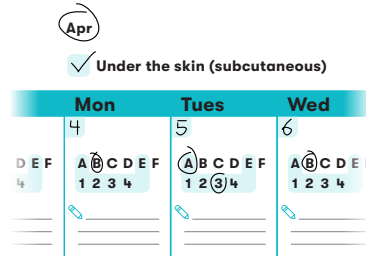 Apr
Under the skin (subcutaneous)
Mon Tues Wed
4 5 6
D E F A B C D E F A B C D E F A B C D E
4 1 2 3 4 1 2 3 4 1 2 3 4